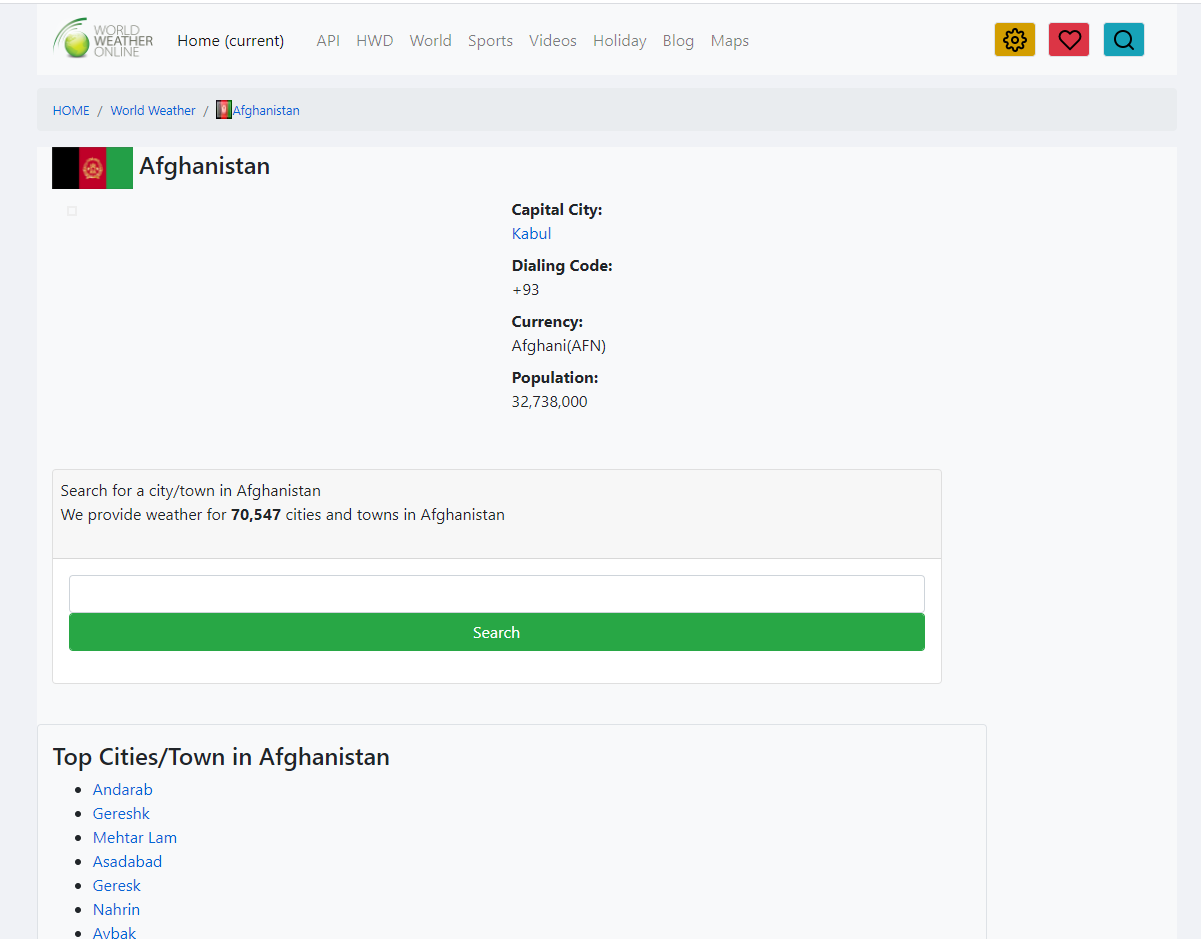 WORLD
WEATHER
ONLINE
Home (current) API HWD World Sports Videos Holiday Blog Maps
HOME / World Weather / Afghanistan
Afghanistan
Capital City:
Kabul
Dialing Code:
+93
Currency:
Afghani(AFN)
Population:
32,738,000
Search for a city/town in Afghanistan
We provide weather for 70,547 cities and towns in Afghanistan
Search
Top Cities/Town in Afghanistan
Andarab
Gereshk
Mehtar Lam
Asadabad
Geresk
Nahrin
Aybak